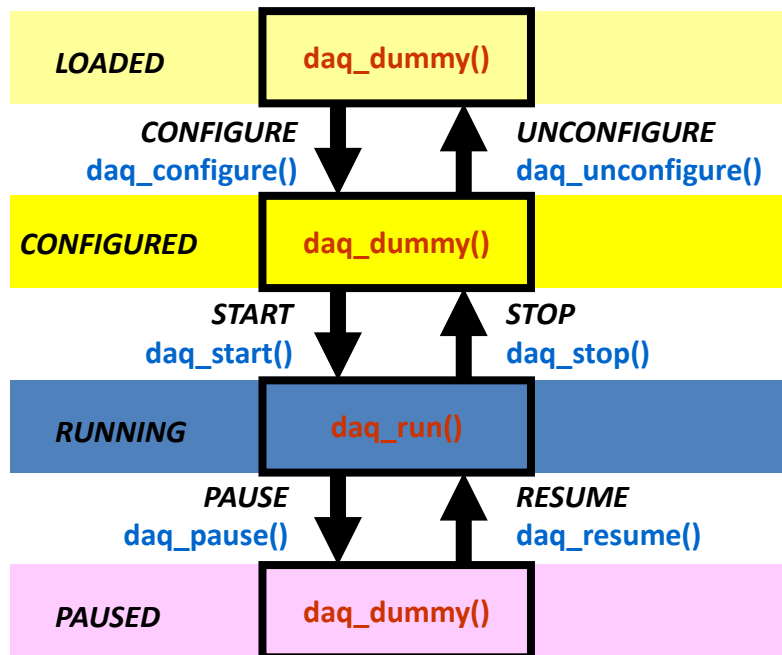 LOADED
daq_dummy()
CONFIGURE
daq_configure()
UNCONFIGURE
daq_unconfigure()
CONFIGURED
daq_dummy()
START
daq_start()
STOP
daq_stop()
RUNNING
daq_run()
PAUSE
daq_pause()
RESUME
daq_resume()
PAUSED
daq_dummy()